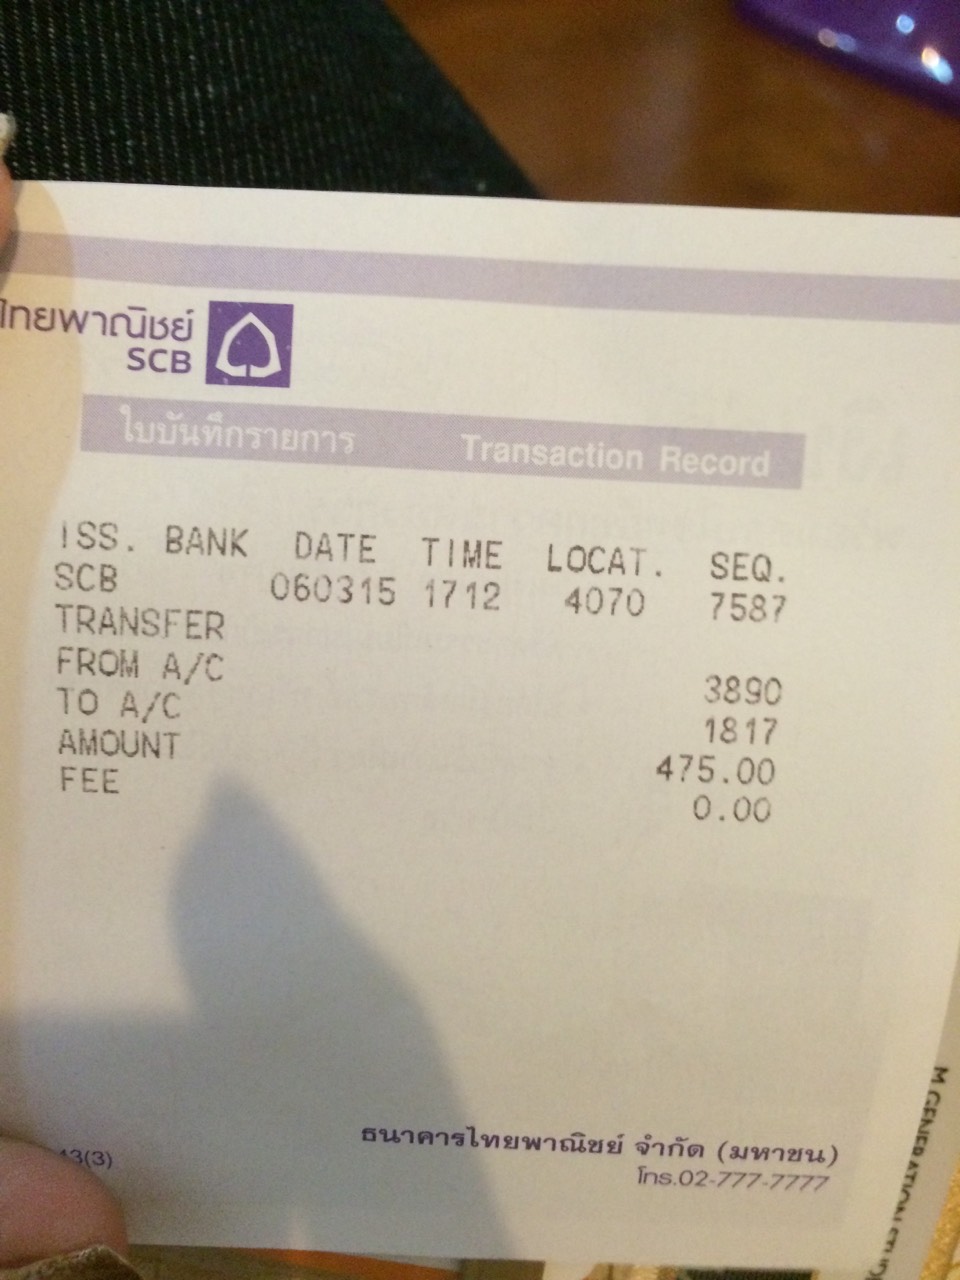 ไทยพาณิชย์
SCB
ใบบันทึกรายการ Transaction Record
ISS. BANK DATE TIME LOCAT. SEQ.
SCB 060315 1712 4070 7587
TRANSFER
FROM A/C 3890
TO A/C 1817
AMOUNT 475.00
FEE 0.00
ธนาคารไทยพาณิชย์ จำกัด (มหาชน)
โทร.02-777-7777
43(3)
M GENERATION